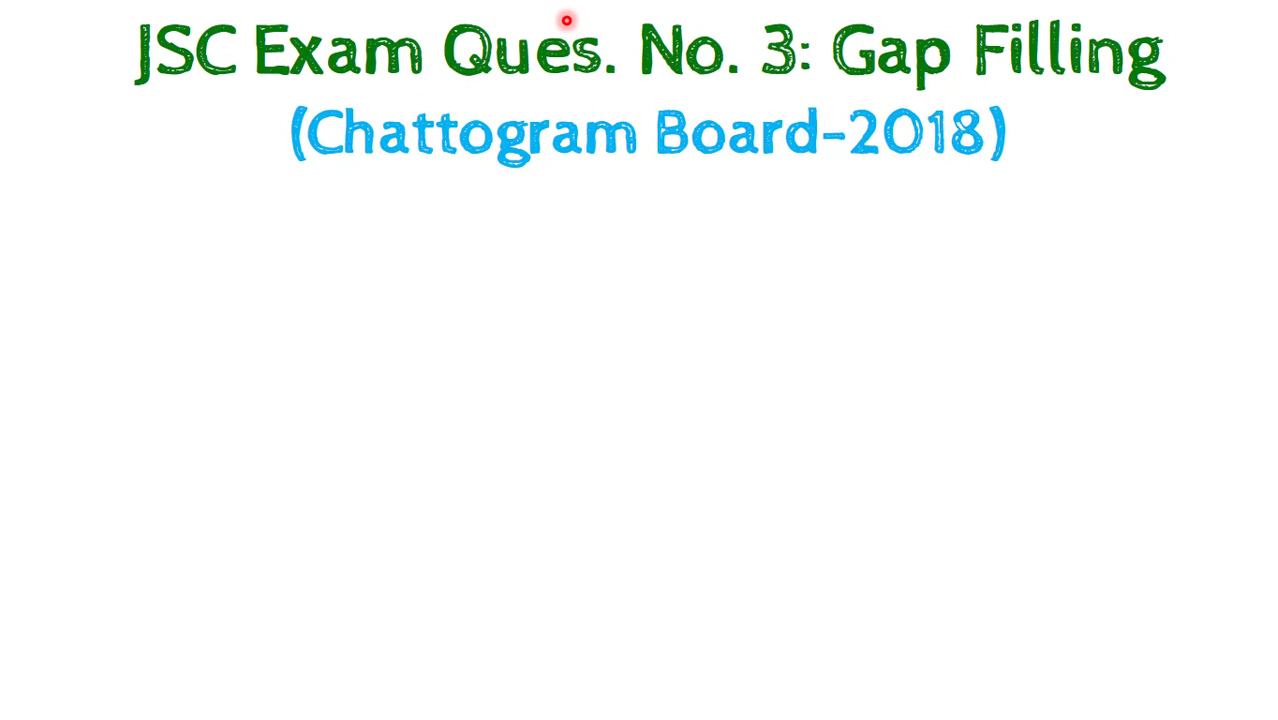 JSC Exam Ques. No. 3: Gap Filling
(Chattogram Board-2018)